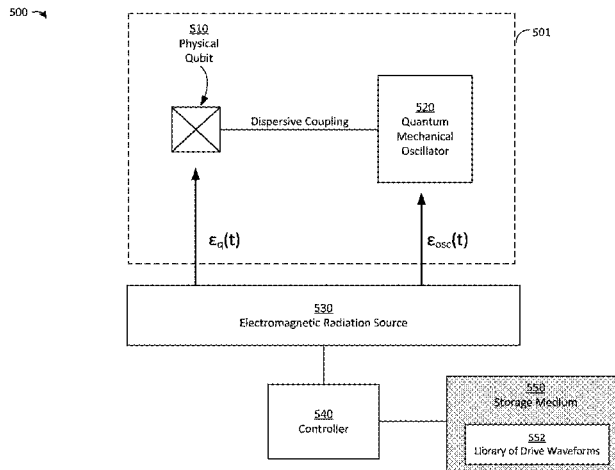 500
510
Physical
Qubit
501
Dispersive Coupling
520
Quantum
Mechanical
Oscillator
εq(t)
εosc(t)
530
Electromagnetic Radiation Source
540
Controller
550
Storage Medium
552
Library of Drive Waveforms